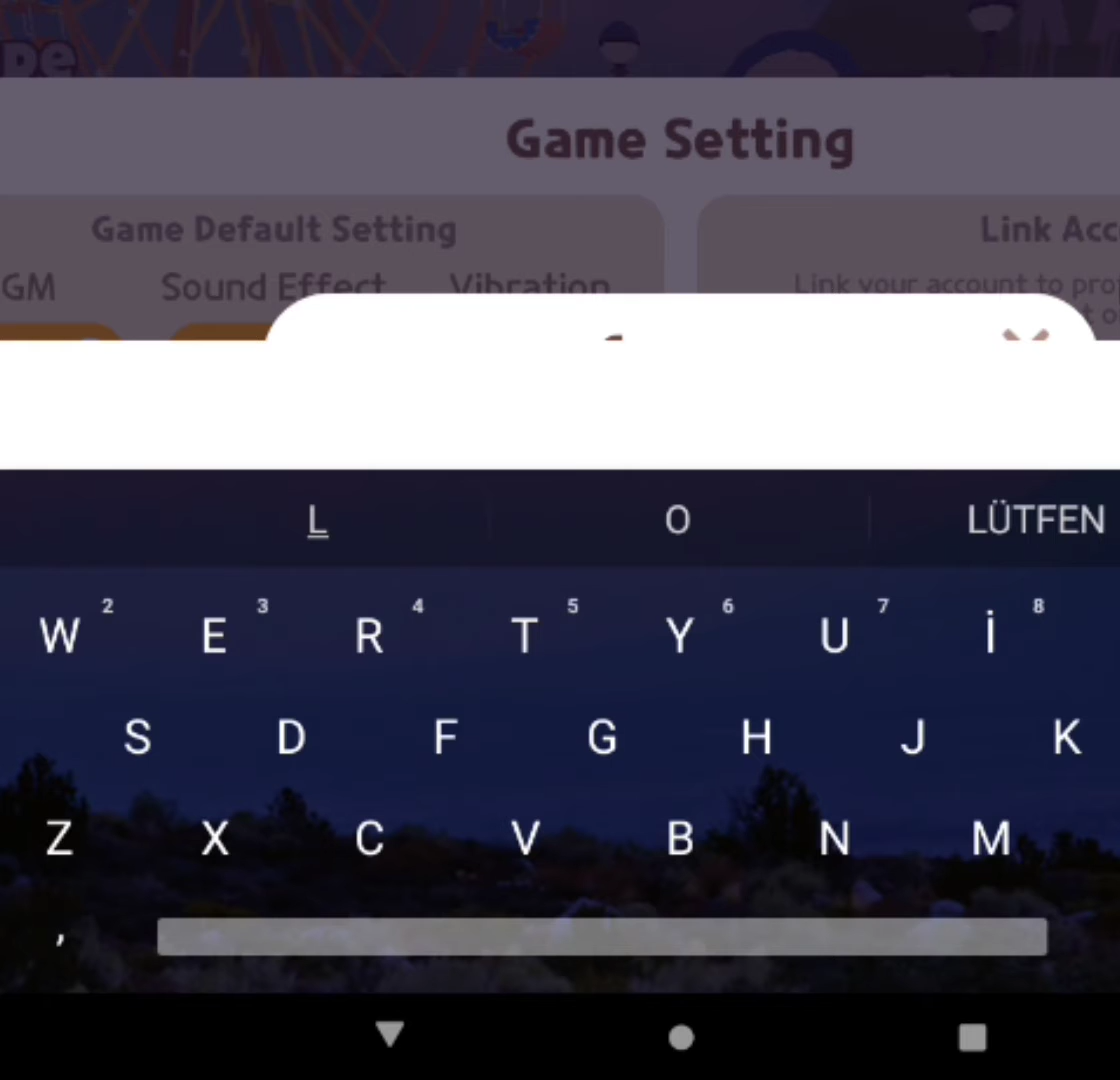 De
Game Setting
Game Default Setting
Link Acc
GM Sound Effect Vibration
Link your account to pro
t o
L O LÜTFEN
2 3 4 5 6 7 8
W E R T Y U İ
S D F G H J K
Z X C V B N M
,